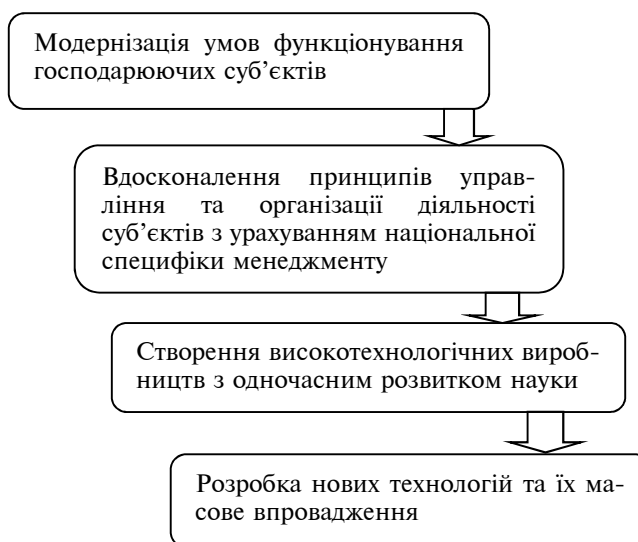 Модернізація умов функціонування
господарюючих суб’єктів
Вдосконалення принципів управ-
ління та організації діяльності
суб’єктів з урахуванням національної
специфіки менеджменту
Створення високотехнологічних вироб-
ництв з одночасним розвитком науки
Розробка нових технологій та їх ма-
сове впровадження